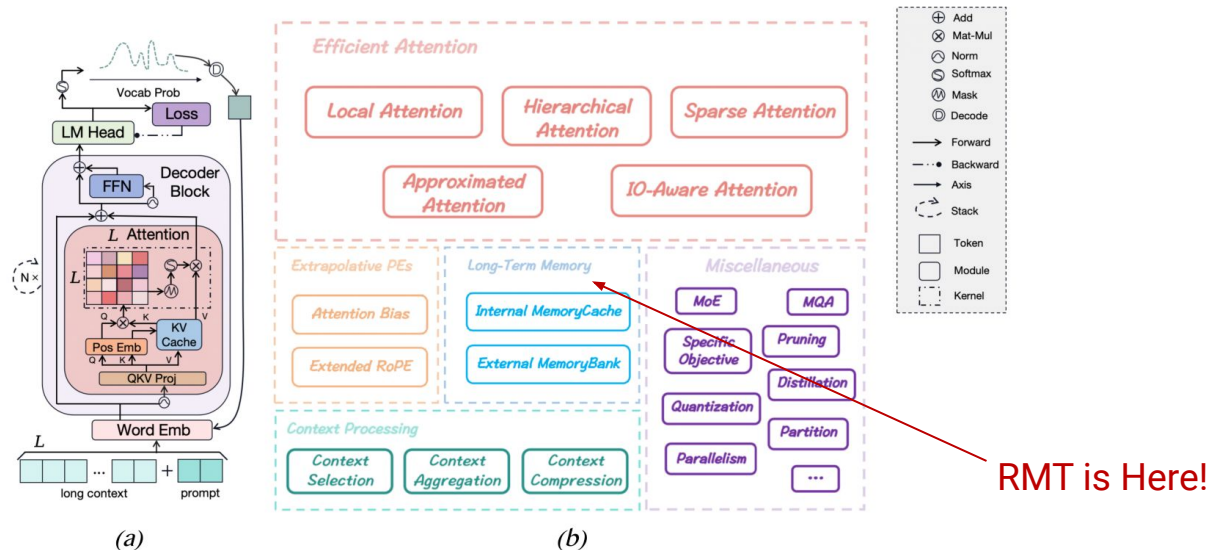 Vocab Prob
S
D
Loss
LM Head
Decoder
Block
FFN
N ×
L
Attention
L
S
M
Q
K
V
KV
Cache
Pos Emb
Q
K
V
QKV Proj
Word Emb
L
...
+
long context
prompt
(a)
Efficient Attention
Local Attention
Hierarchical
Attention
Sparse Attention
Approximated
Attention
IO-Aware Attention
Extrapolative PEs
Attention Bias
Extended RoPE
Long-Term Memory
Internal MemoryCache
External MemoryBank
Miscellaneous
MoE
MQA
Specific
Objective
Pruning
Distillation
Quantization
Partition
Parallelism
...
Context Processing
Context
Selection
Context
Aggregation
Context
Compression
(b)
Add
Mat-Mul
Norm
S Softmax
M Mask
D Decode
Forward
Backward
Axis
Stack
Token
Module
Kernel
RMT is Here!